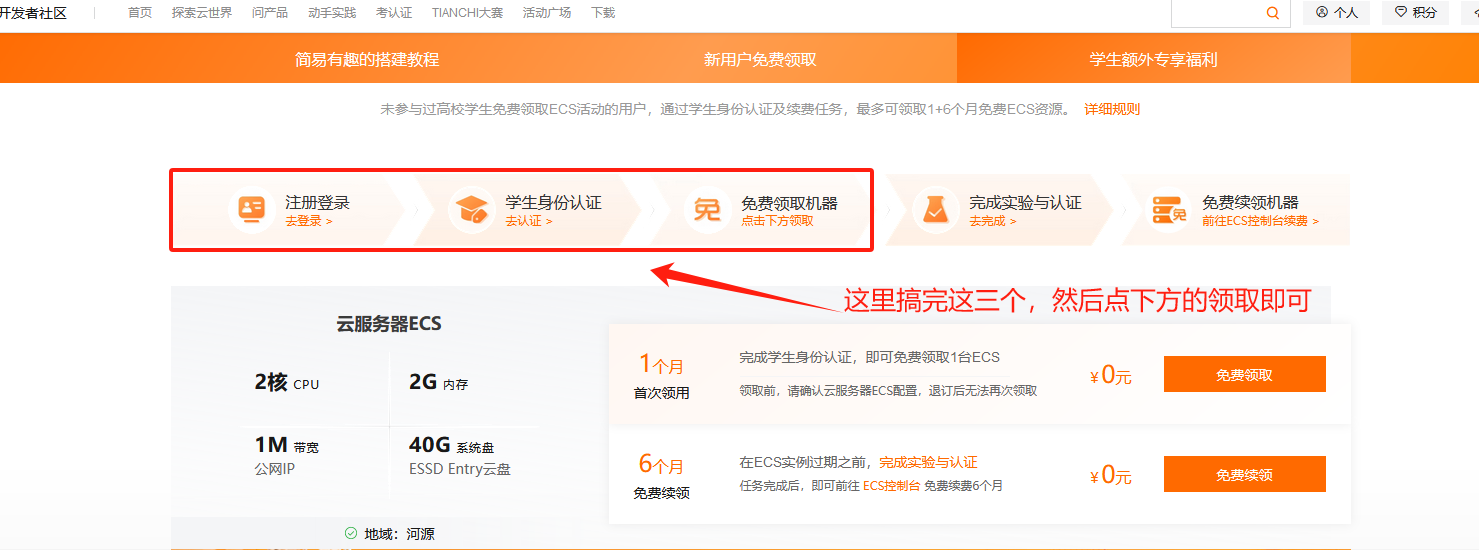 开发者社区 首页 探索云世界 问产品 动手实践 考认证 TIANCHI大赛 活动广场 下载 个人 积分
简易有趣的搭建教程 新用户免费领取 学生额外专享福利
未参与过高校学生免费领取ECS活动的用户，通过学生身份认证及续费任务，最多可领取1+6个月免费ECS资源。 详细规则
注册登录 学生身份认证 免费领取机器 完成实验与认证 免费续领机器
去登录 > 去认证 > 免 点击下方领取 去完成 > 免 前往ECS控制台续费 >
这里搞完这三个，然后点下方的领取即可
云服务器ECS
2核 CPU 2G 内存
1M 带宽 40G 系统盘
公网IP ESSD Entry云盘
地域：河源
1个月 完成学生身份认证，即可免费领取1台ECS
首次领用 领取前，请确认云服务器ECS配置，退订后无法再次领取
¥0元 免费领取
6个月 在ECS实例过期之前，完成实验与认证
免费续领 任务完成后，即可前往 ECS控制台 免费续费6个月
¥0元 免费续领